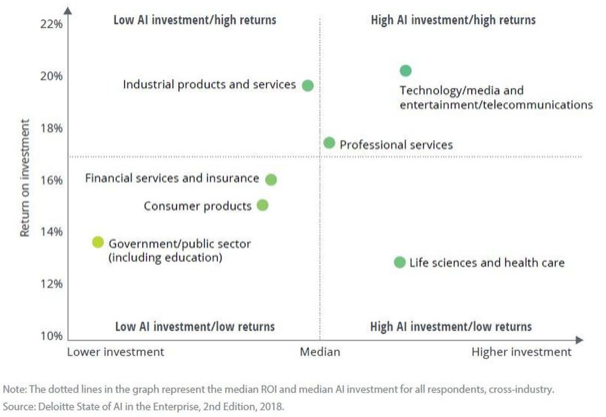 Low AI investment/high returns
High AI investment/high returns
22%
20%
18%
16%
14%
12%
10%
Return on investment
Industrial products and services
Technology/media and
entertainment/telecommunications
Professional services
Financial services and insurance
Consumer products
Government/public sector
(including education)
Life sciences and health care
Low AI investment/low returns
High AI investment/low returns
Lower investment
Median
Higher investment
Note: The dotted lines in the graph represent the median ROI and median AI investment for all respondents, cross-industry.
Source: Deloitte State of AI in the Enterprise, 2nd Edition, 2018.